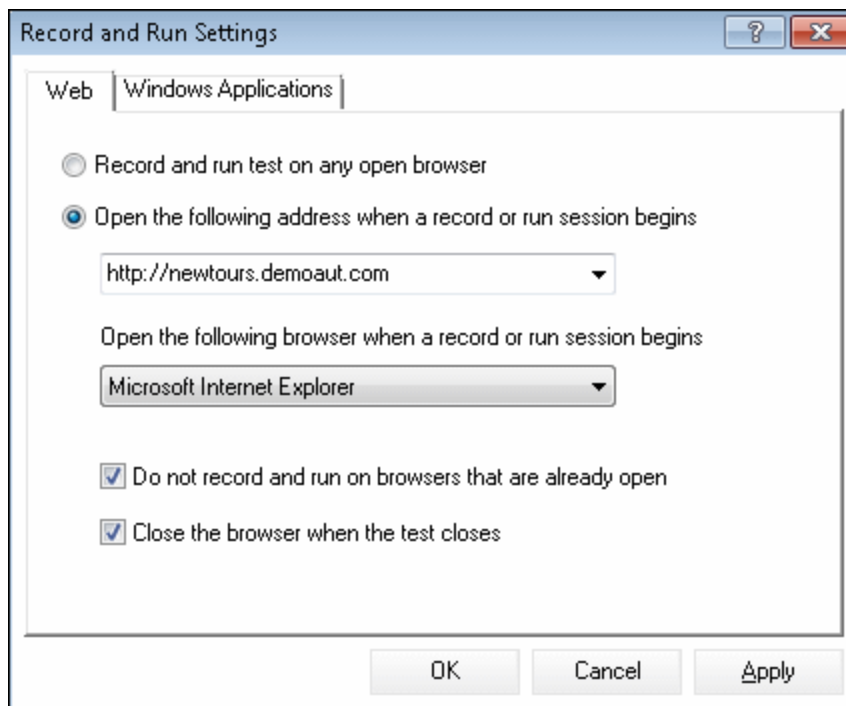 Record and Run Settings
Web
Windows Applications
Record and run test on any open browser
Open the following address when a record or run session begins
http://newtours.demoaut.com
Open the following browser when a record or run session begins
Microsoft Internet Explorer
Do not record and run on browsers that are already open
Close the browser when the test closes
OK
Cancel
Apply